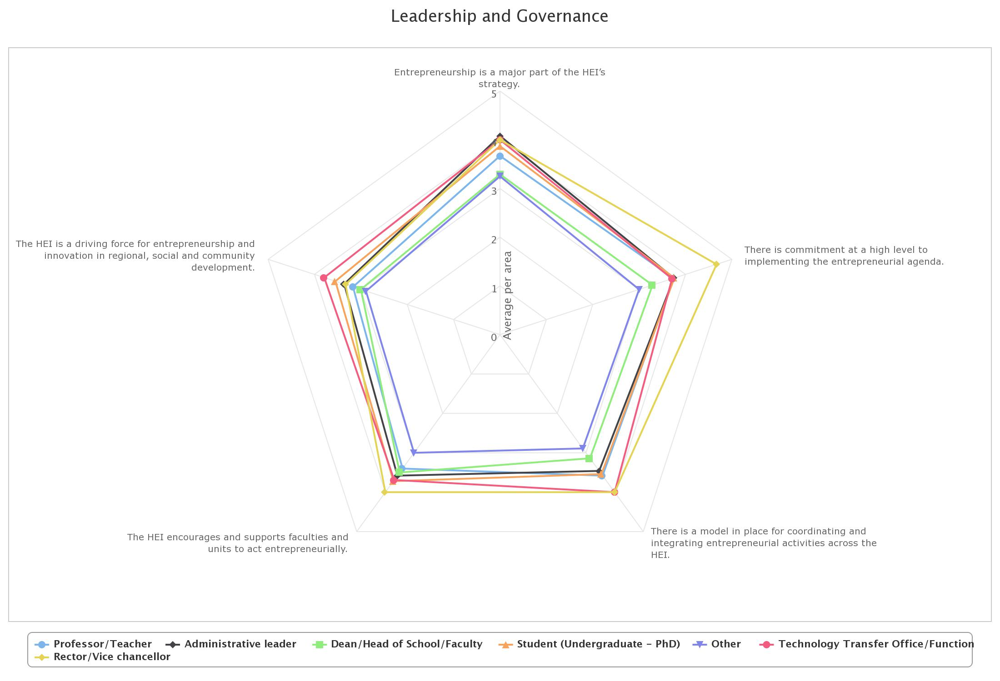 Leadership and Governance
Entrepreneurship is a major part of the HEI’s
strategy.
5
4
3
2
1
0
Average per area
The HEI is a driving force for entrepreneurship and
innovation in regional, social and community
development.
There is commitment at a high level to
implementing the entrepreneurial agenda.
The HEI encourages and supports faculties and
units to act entrepreneurially.
There is a model in place for coordinating and
integrating entrepreneurial activities across the
HEI.
Professor/Teacher Administrative leader Dean/Head of School/Faculty Student (Undergraduate – PhD) Other Technology Transfer Office/Function
Rector/Vice chancellor